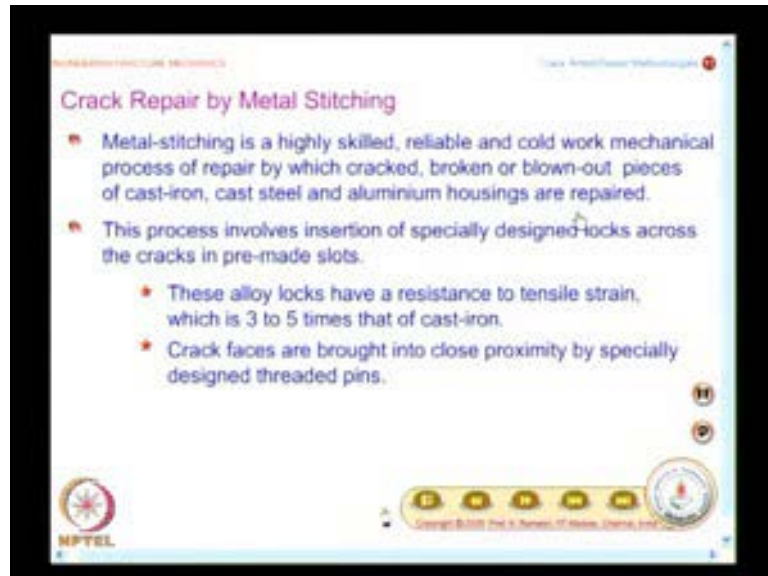 Crack Repair by Metal Stitching
Metal-stitching is a highly skilled, reliable and cold work mechanical
process of repair by which cracked, broken or blown-out pieces
of cast-iron, cast steel and aluminium housings are repaired.
This process involves insertion of specially designed locks across
the cracks in pre-made slots.
These alloy locks have a resistance to tensile strain,
which is 3 to 5 times that of cast-iron.
Crack faces are brought into close proximity by specially
designed threaded pins.
NPTEL